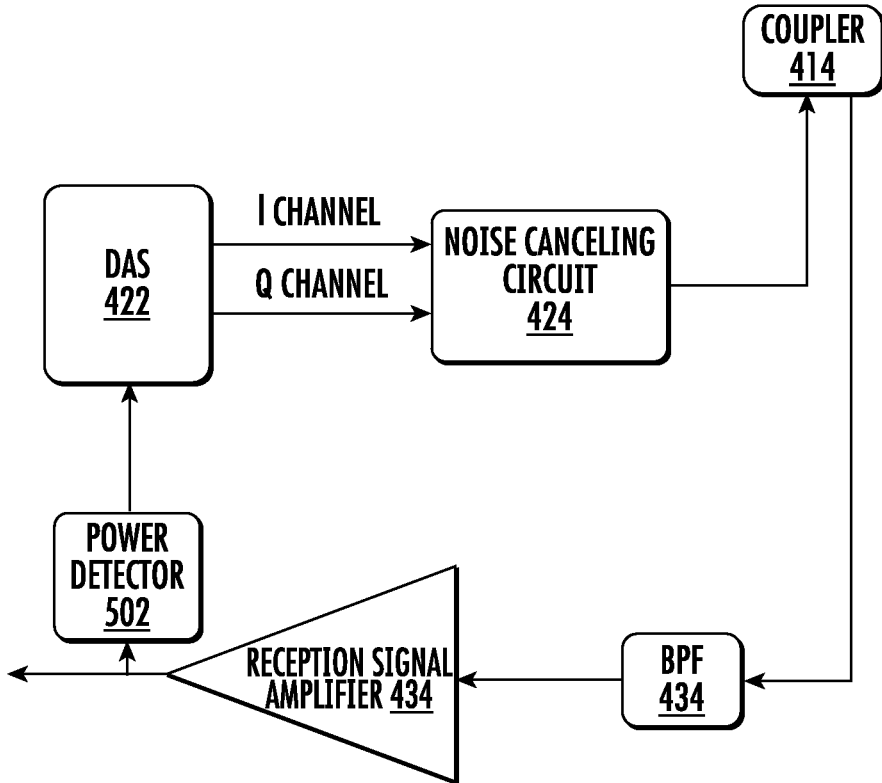 COUPLER
414
DAS
422
I CHANNEL
Q CHANNEL
NOISE CANCELING
CIRCUIT
424
POWER
DETECTOR
502
RECEPTION SIGNAL
AMPLIFIER 434
BPF
434